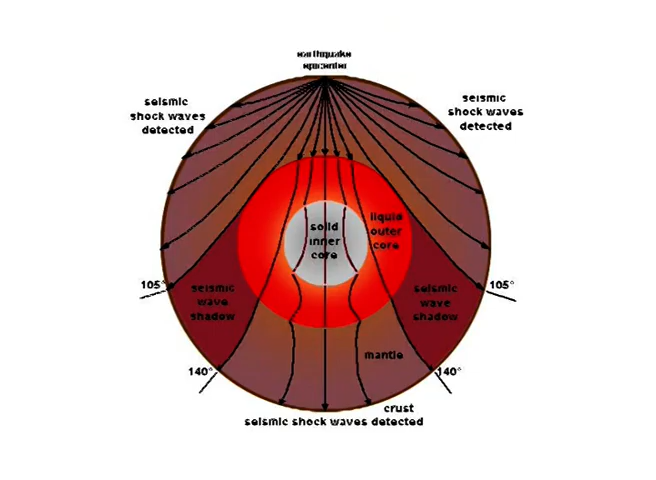 earthquake
epicenter
seismic
shock waves
detected
seismic
shock waves
detected
solid
inner
core
liquid
outer
core
105°
105°
seismic
wave
shadow
seismic
wave
shadow
mantle
140°
140°
crust
seismic shock waves detected